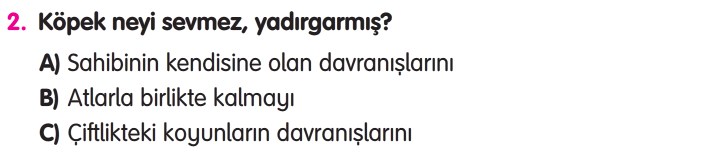 2. Köpek neyi sevmez, yadırgarmış?
A) Sahibinin kendisine olan davranışlarını
B) Atlarla birlikte kalmayı
C) Çiftlikteki koyunların davranışlarını